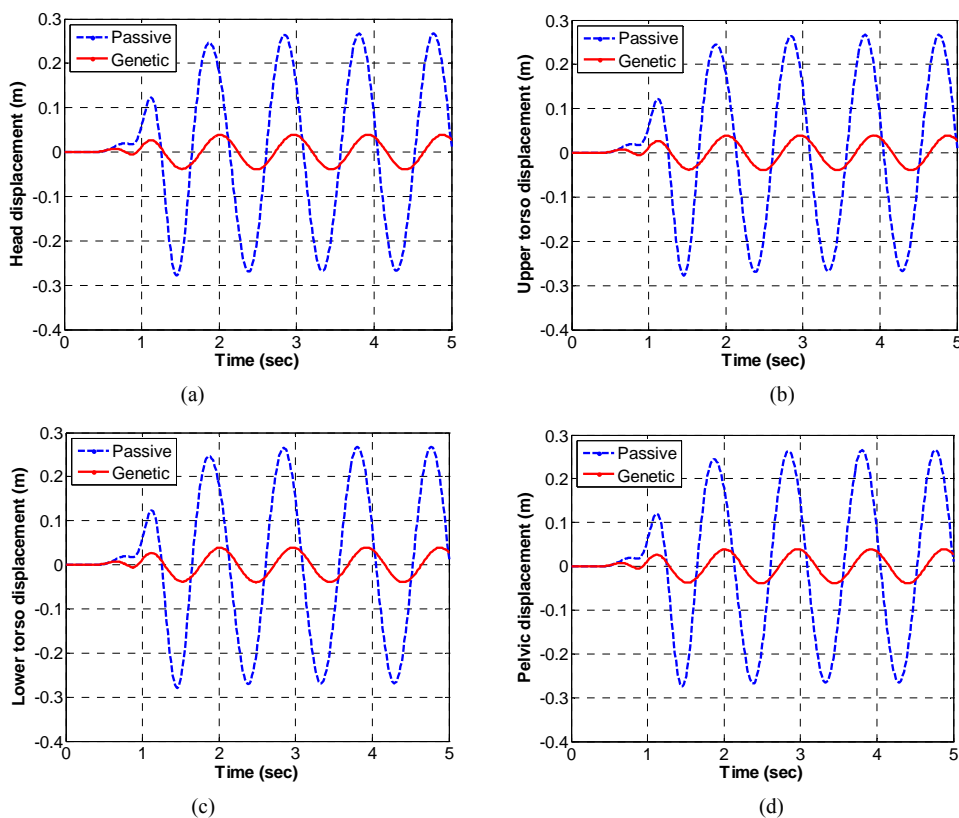 0.3
0.2
0.1
0
-0.1
-0.2
-0.3
-0.4
0 1 2 3 4 5
Head displacement (m)
Time (sec)
Passive
Genetic
(a)
0.3
0.2
0.1
0
-0.1
-0.2
-0.3
-0.4
0 1 2 3 4 5
Upper torso displacement (m)
Time (sec)
Passive
Genetic
(b)
0.3
0.2
0.1
0
-0.1
-0.2
-0.3
-0.4
0 1 2 3 4 5
Lower torso displacement (m)
Time (sec)
Passive
Genetic
(c)
0.3
0.2
0.1
0
-0.1
-0.2
-0.3
-0.4
0 1 2 3 4 5
Pelvic displacement (m)
Time (sec)
Passive
Genetic
(d)